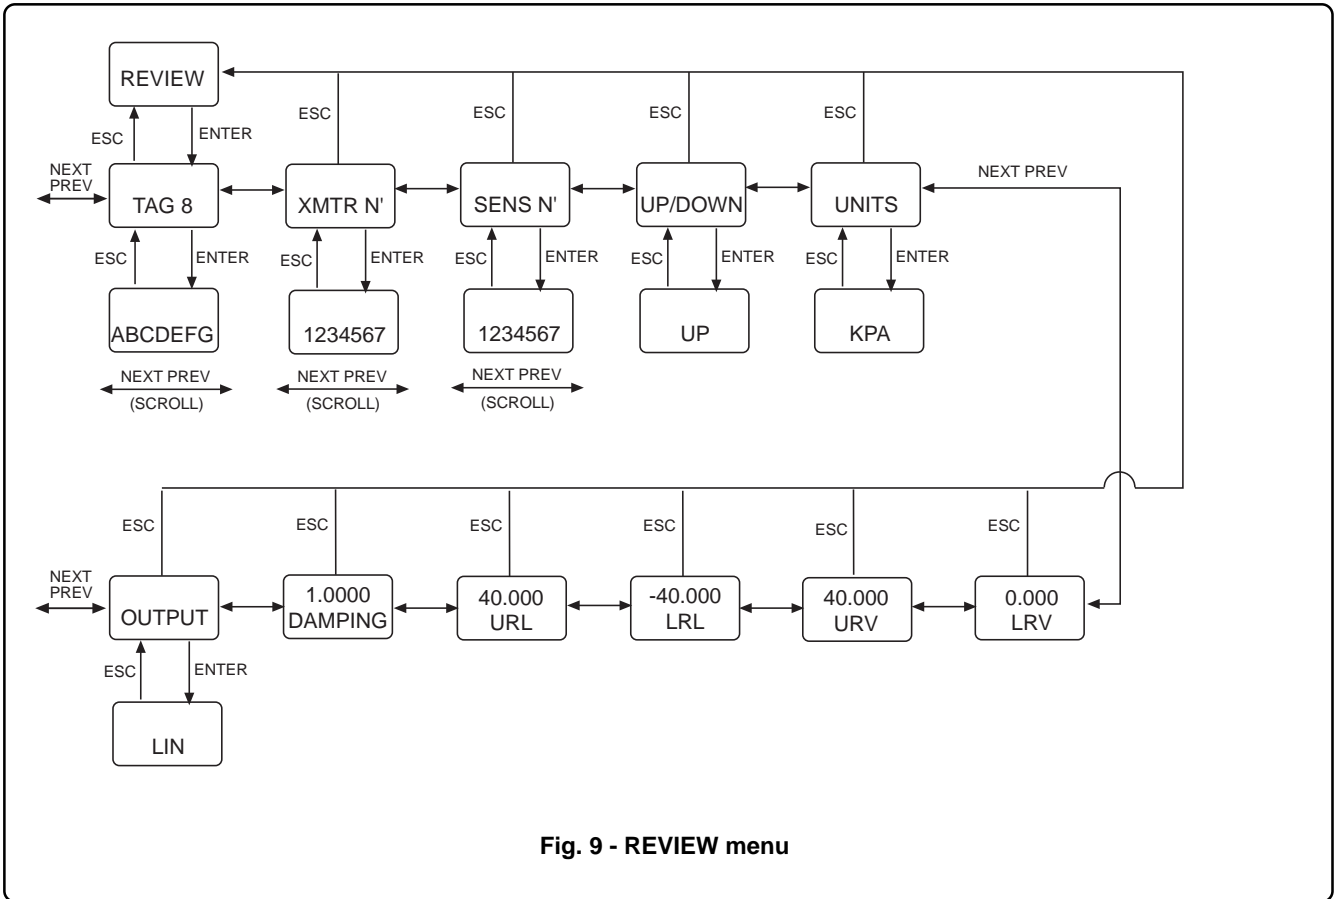 REVIEW
ESC
ENTER
ESC
ESC
ESC
ESC
NEXT
PREV
TAG 8
XMTR N'
SENS N'
UP/DOWN
UNITS
NEXT PREV
ESC
ENTER
ESC
ENTER
ESC
ENTER
ESC
ENTER
ESC
ENTER
ABCDEFG
1234567
1234567
UP
KPA
NEXT PREV
(SCROLL)
NEXT PREV
(SCROLL)
NEXT PREV
(SCROLL)
ESC
ESC
ESC
ESC
ESC
ESC
NEXT
PREV
OUTPUT
1.0000
DAMPING
40.000
URL
-40.000
LRL
40.000
URV
0.000
LRV
ESC
ENTER
LIN
Fig. 9 - REVIEW menu